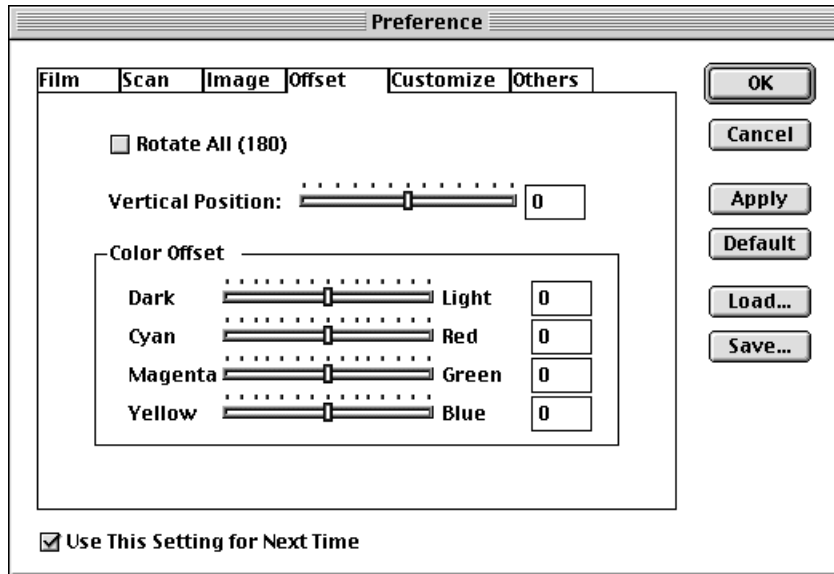 Preference
Film Scan Image Offset Customize Others
OK
Cancel
Rotate All (180)
Vertical Position: 0
Apply
Default
Color Offset
Dark Light 0
Load...
Cyan Red 0
Save...
Magenta Green 0
Yellow Blue 0
Use This Setting for Next Time